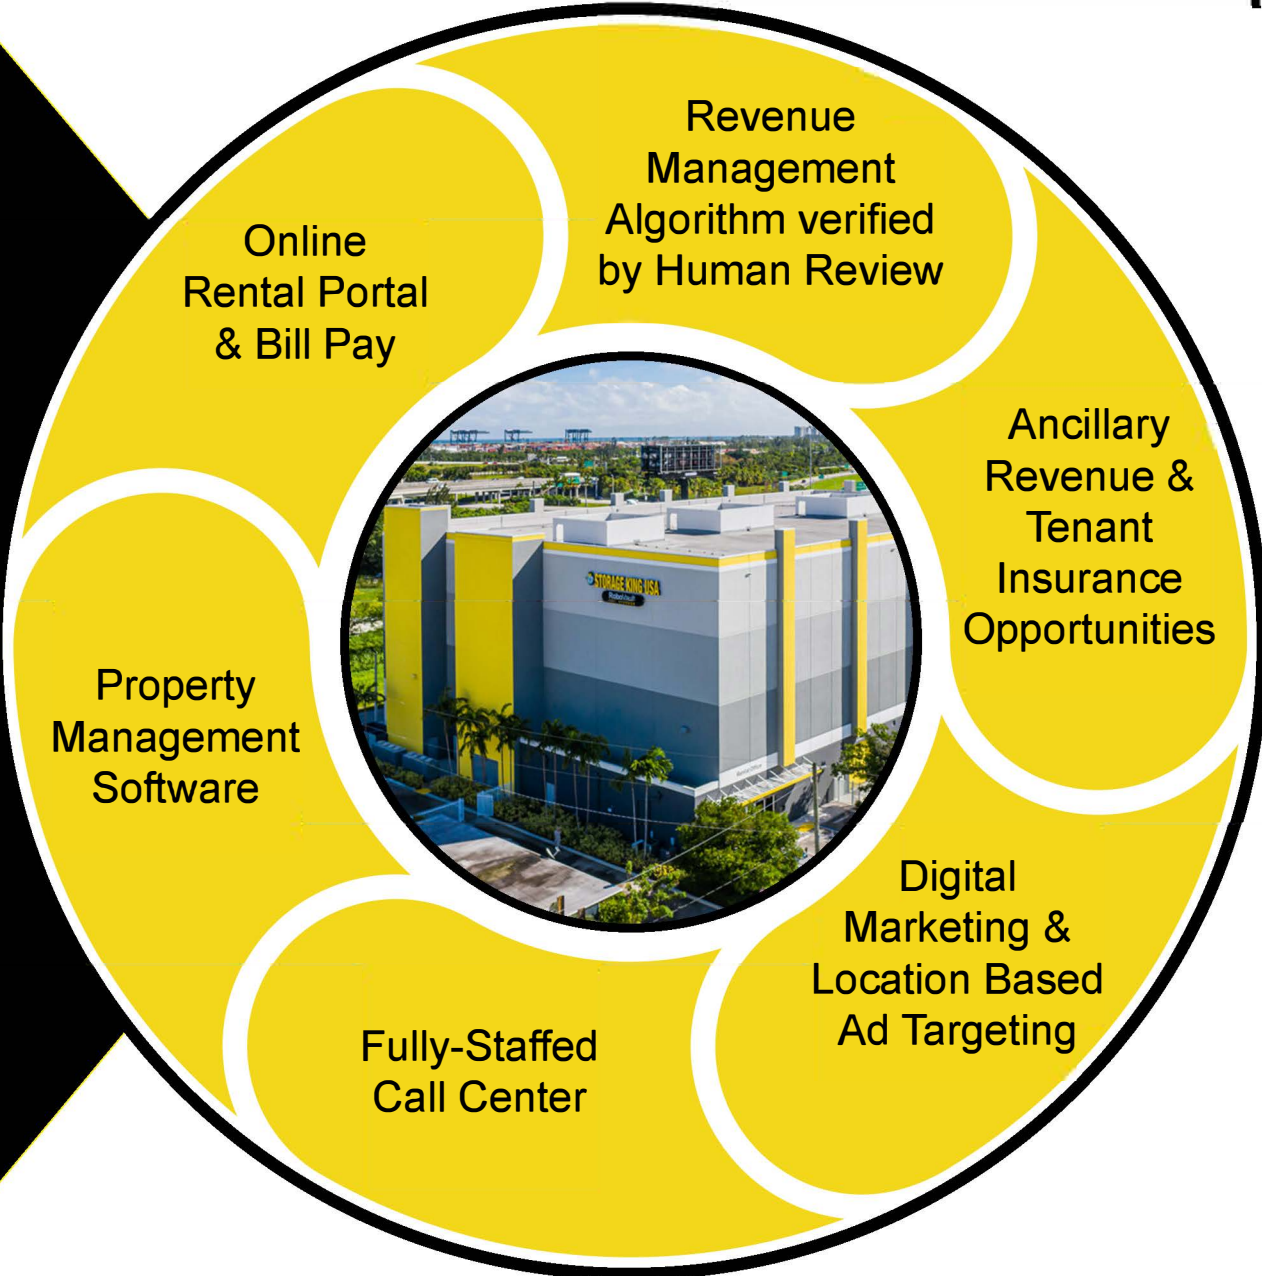 Revenue
Management
Algorithm verified
by Human Review
Online
Rental Portal
& Bill Pay
Ancillary
Revenue &
Tenant
Insurance
Opportunities
STORAGE KING USA
RoboVault
Property
Management
Software
Digital
Marketing &
Location Based
Ad Targeting
Fully-Staffed
Call Center